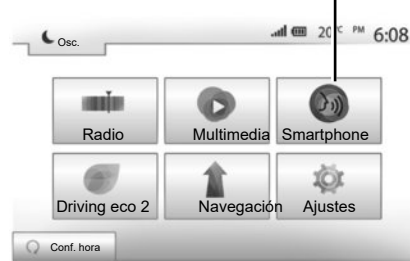 Osc.
20°C PM 6:08
Radio Multimedia Smartphone
Driving eco 2 Navegación Ajustes
Conf. hora